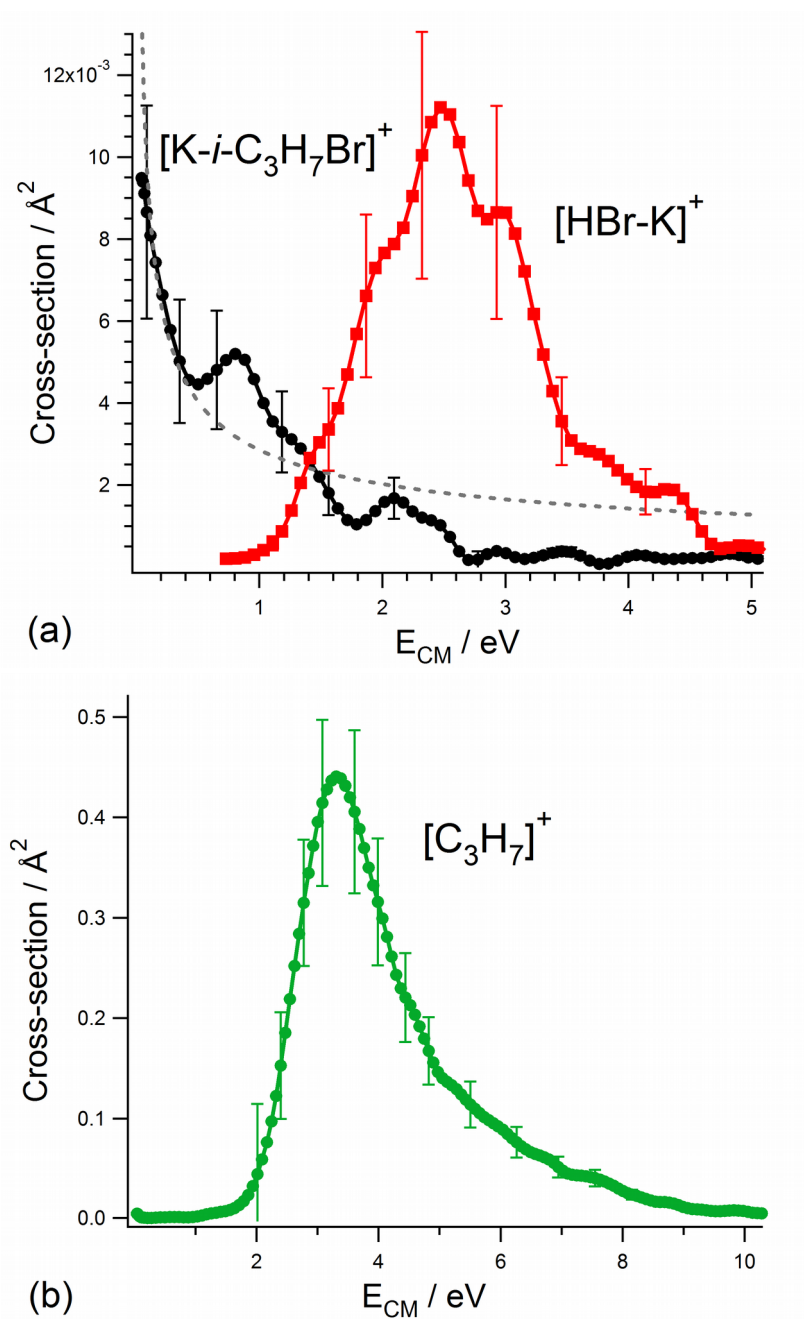 12x10⁻³
10
8
6
4
2
Cross-section / Å²
[K-i-C₃H₇Br]⁺
[HBr-K]⁺
1 2 3 4 5
E_CM / eV
(a)
0.5
0.4
0.3
0.2
0.1
0.0
Cross-section / Å²
[C₃H₇]⁺
2 4 6 8 10
E_CM / eV
(b)